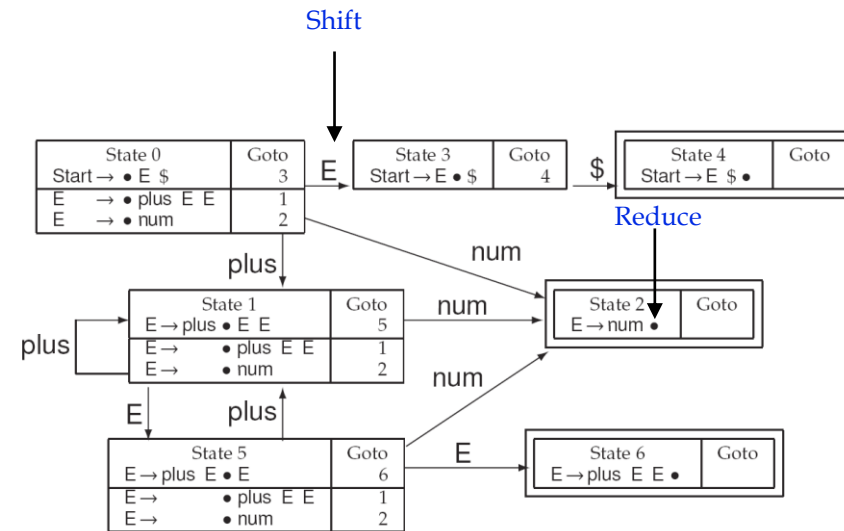 Shift
State 0 Goto
Start → • E $ 3
E → • plus E E 1
E → • num 2
E
State 3 Goto
Start → E • $ 4
$
State 4 Goto
Start → E $ •
Reduce
plus
num
State 1 Goto
E → plus • E E 5
E → • plus E E 1
E → • num 2
num
State 2 Goto
E → num •
plus
E
plus
num
State 5 Goto
E → plus E • E 6
E → • plus E E 1
E → • num 2
E
State 6 Goto
E → plus E E •